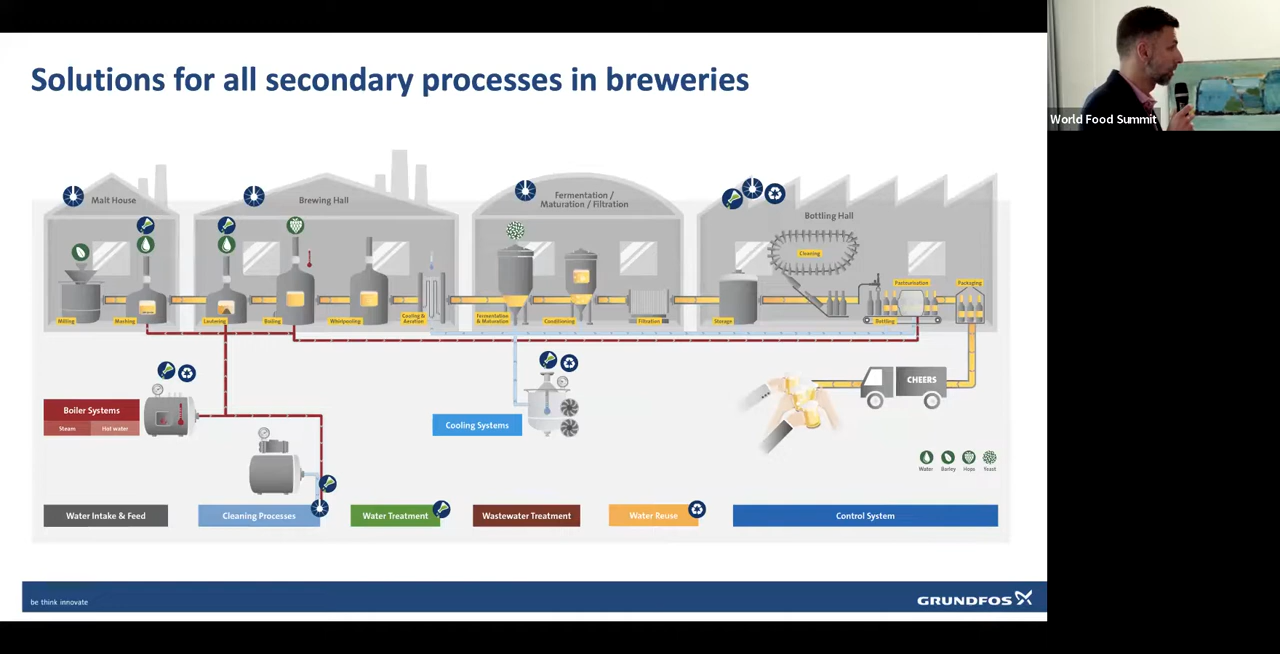 Solutions for all secondary processes in breweries
World Food Summit
Malt House
Brewing Hall
Fermentation /
Maturation / Filtration
Bottling Hall
Cleaning
Pasteurisation
Packaging
Milling
Mashing
Lautering
Boiling
Whirlpooling
Cooling &
Aeration
Fermentation
& Maturation
Conditioning
Filtration
Storage
Bottling
CHEERS
Boiler Systems
Steam
Hot water
Cooling Systems
Water
Barley
Hops
Yeast
Water Intake & Feed
Cleaning Processes
Water Treatment
Wastewater Treatment
Water Reuse
Control System
be think innovate
GRUNDFOS